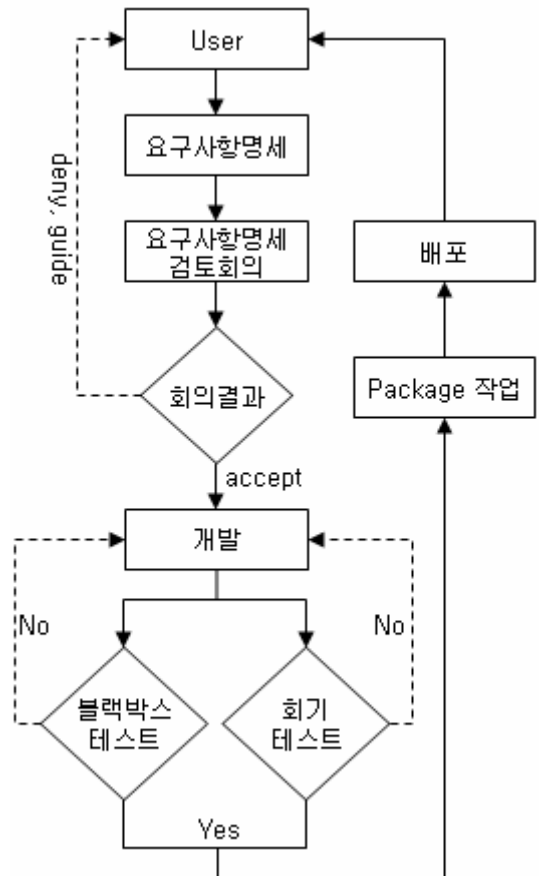 User
요구사항명세
요구사항명세
검토회의
deny, guide
회의결과
accept
개발
No
No
블랙박스
테스트
회기
테스트
Yes
배포
Package 작업